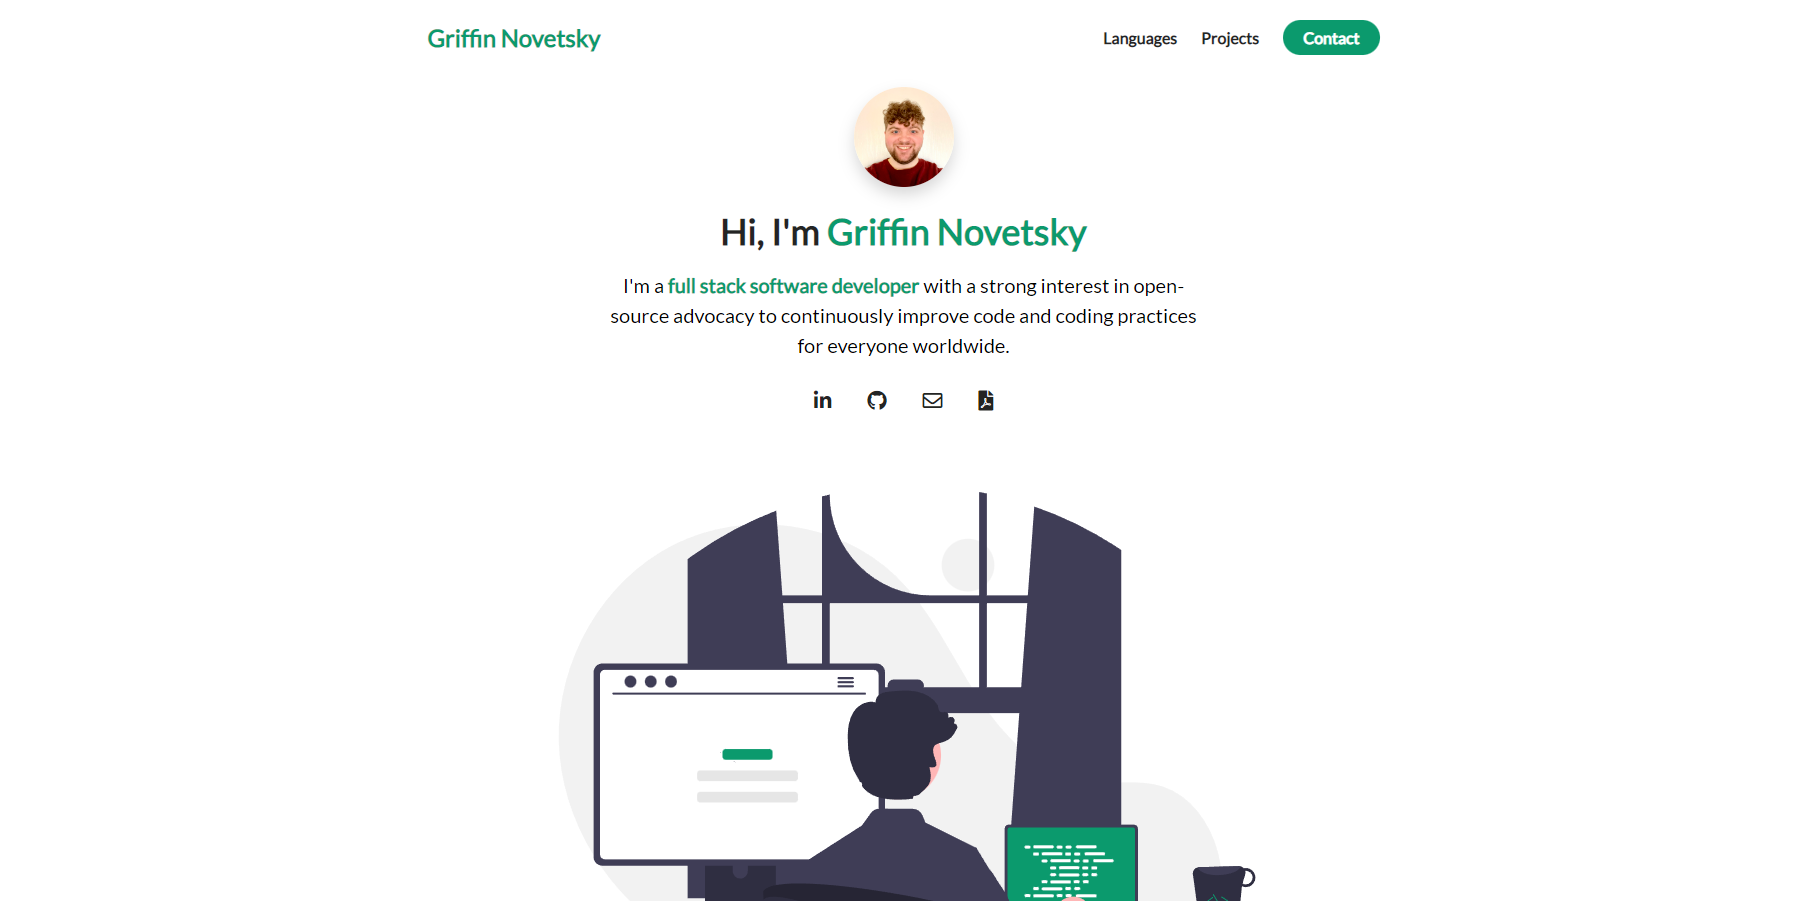 Griffin Novetsky
Languages
Projects
Contact
Hi, I'm Griffin Novetsky
I'm a full stack software developer with a strong interest in open-
source advocacy to continuously improve code and coding practices
for everyone worldwide.
in